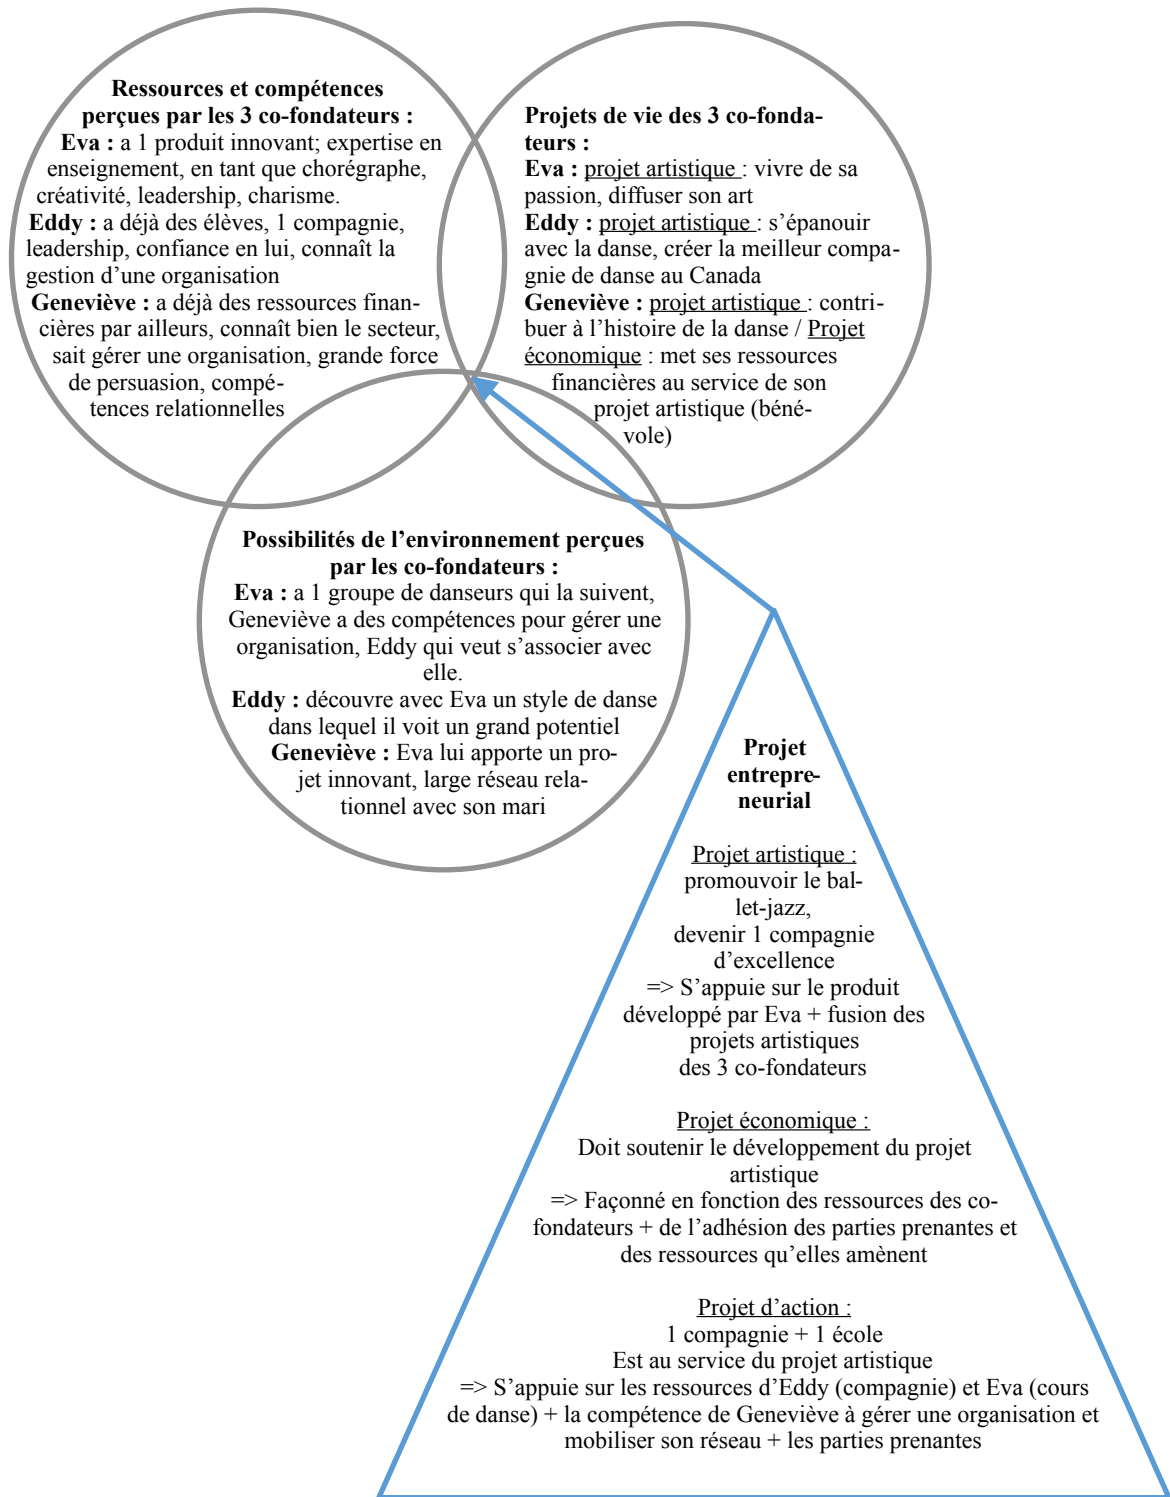 Ressources et compétences
perçues par les 3 co-fondateurs :
Eva : a 1 produit innovant; expertise en
enseignement, en tant que chorégraphe,
créativité, leadership, charisme.
Eddy : a déjà des élèves, 1 compagnie,
leadership, confiance en lui, connaît la
gestion d’une organisation
Geneviève : a déjà des ressources finan-
cières par ailleurs, connaît bien le secteur,
sait gérer une organisation, grande force
de persuasion, compé-
tences relationnelles
Projets de vie des 3 co-fonda-
teurs :
Eva : projet artistique : vivre de sa
passion, diffuser son art
Eddy : projet artistique : s’épanouir
avec la danse, créer la meilleur compa-
gnie de danse au Canada
Geneviève : projet artistique : contri-
buer à l’histoire de la danse / Projet
économique : met ses ressources
financières au service de son
projet artistique (béné-
vole)
Possibilités de l’environnement perçues
par les co-fondateurs :
Eva : a 1 groupe de danseurs qui la suivent,
Geneviève a des compétences pour gérer une
organisation, Eddy qui veut s’associer avec
elle.
Eddy : découvre avec Eva un style de danse
dans lequel il voit un grand potentiel
Geneviève : Eva lui apporte un pro-
jet innovant, large réseau rela-
tionnel avec son mari
Projet
entrepre-
neurial
Projet artistique :
promouvoir le bal-
let-jazz,
devenir 1 compagnie
d’excellence
=> S’appuie sur le produit
développé par Eva + fusion des
projets artistiques
des 3 co-fondateurs
Projet économique :
Doit soutenir le développement du projet
artistique
=> Façonné en fonction des ressources des co-
fondateurs + de l’adhésion des parties prenantes et
des ressources qu’elles amènent
Projet d’action :
1 compagnie + 1 école
Est au service du projet artistique
=> S’appuie sur les ressources d’Eddy (compagnie) et Eva (cours
de danse) + la compétence de Geneviève à gérer une organisation et
mobiliser son réseau + les parties prenantes